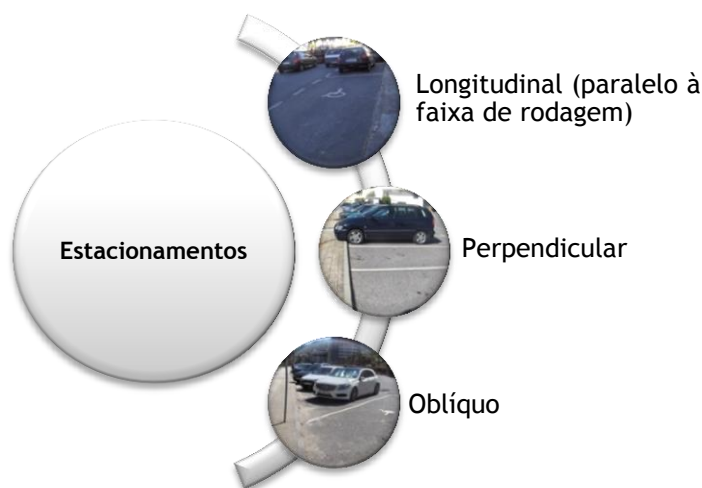 Longitudinal (paralelo à
faixa de rodagem)
Estacionamentos
Perpendicular
Oblíquo